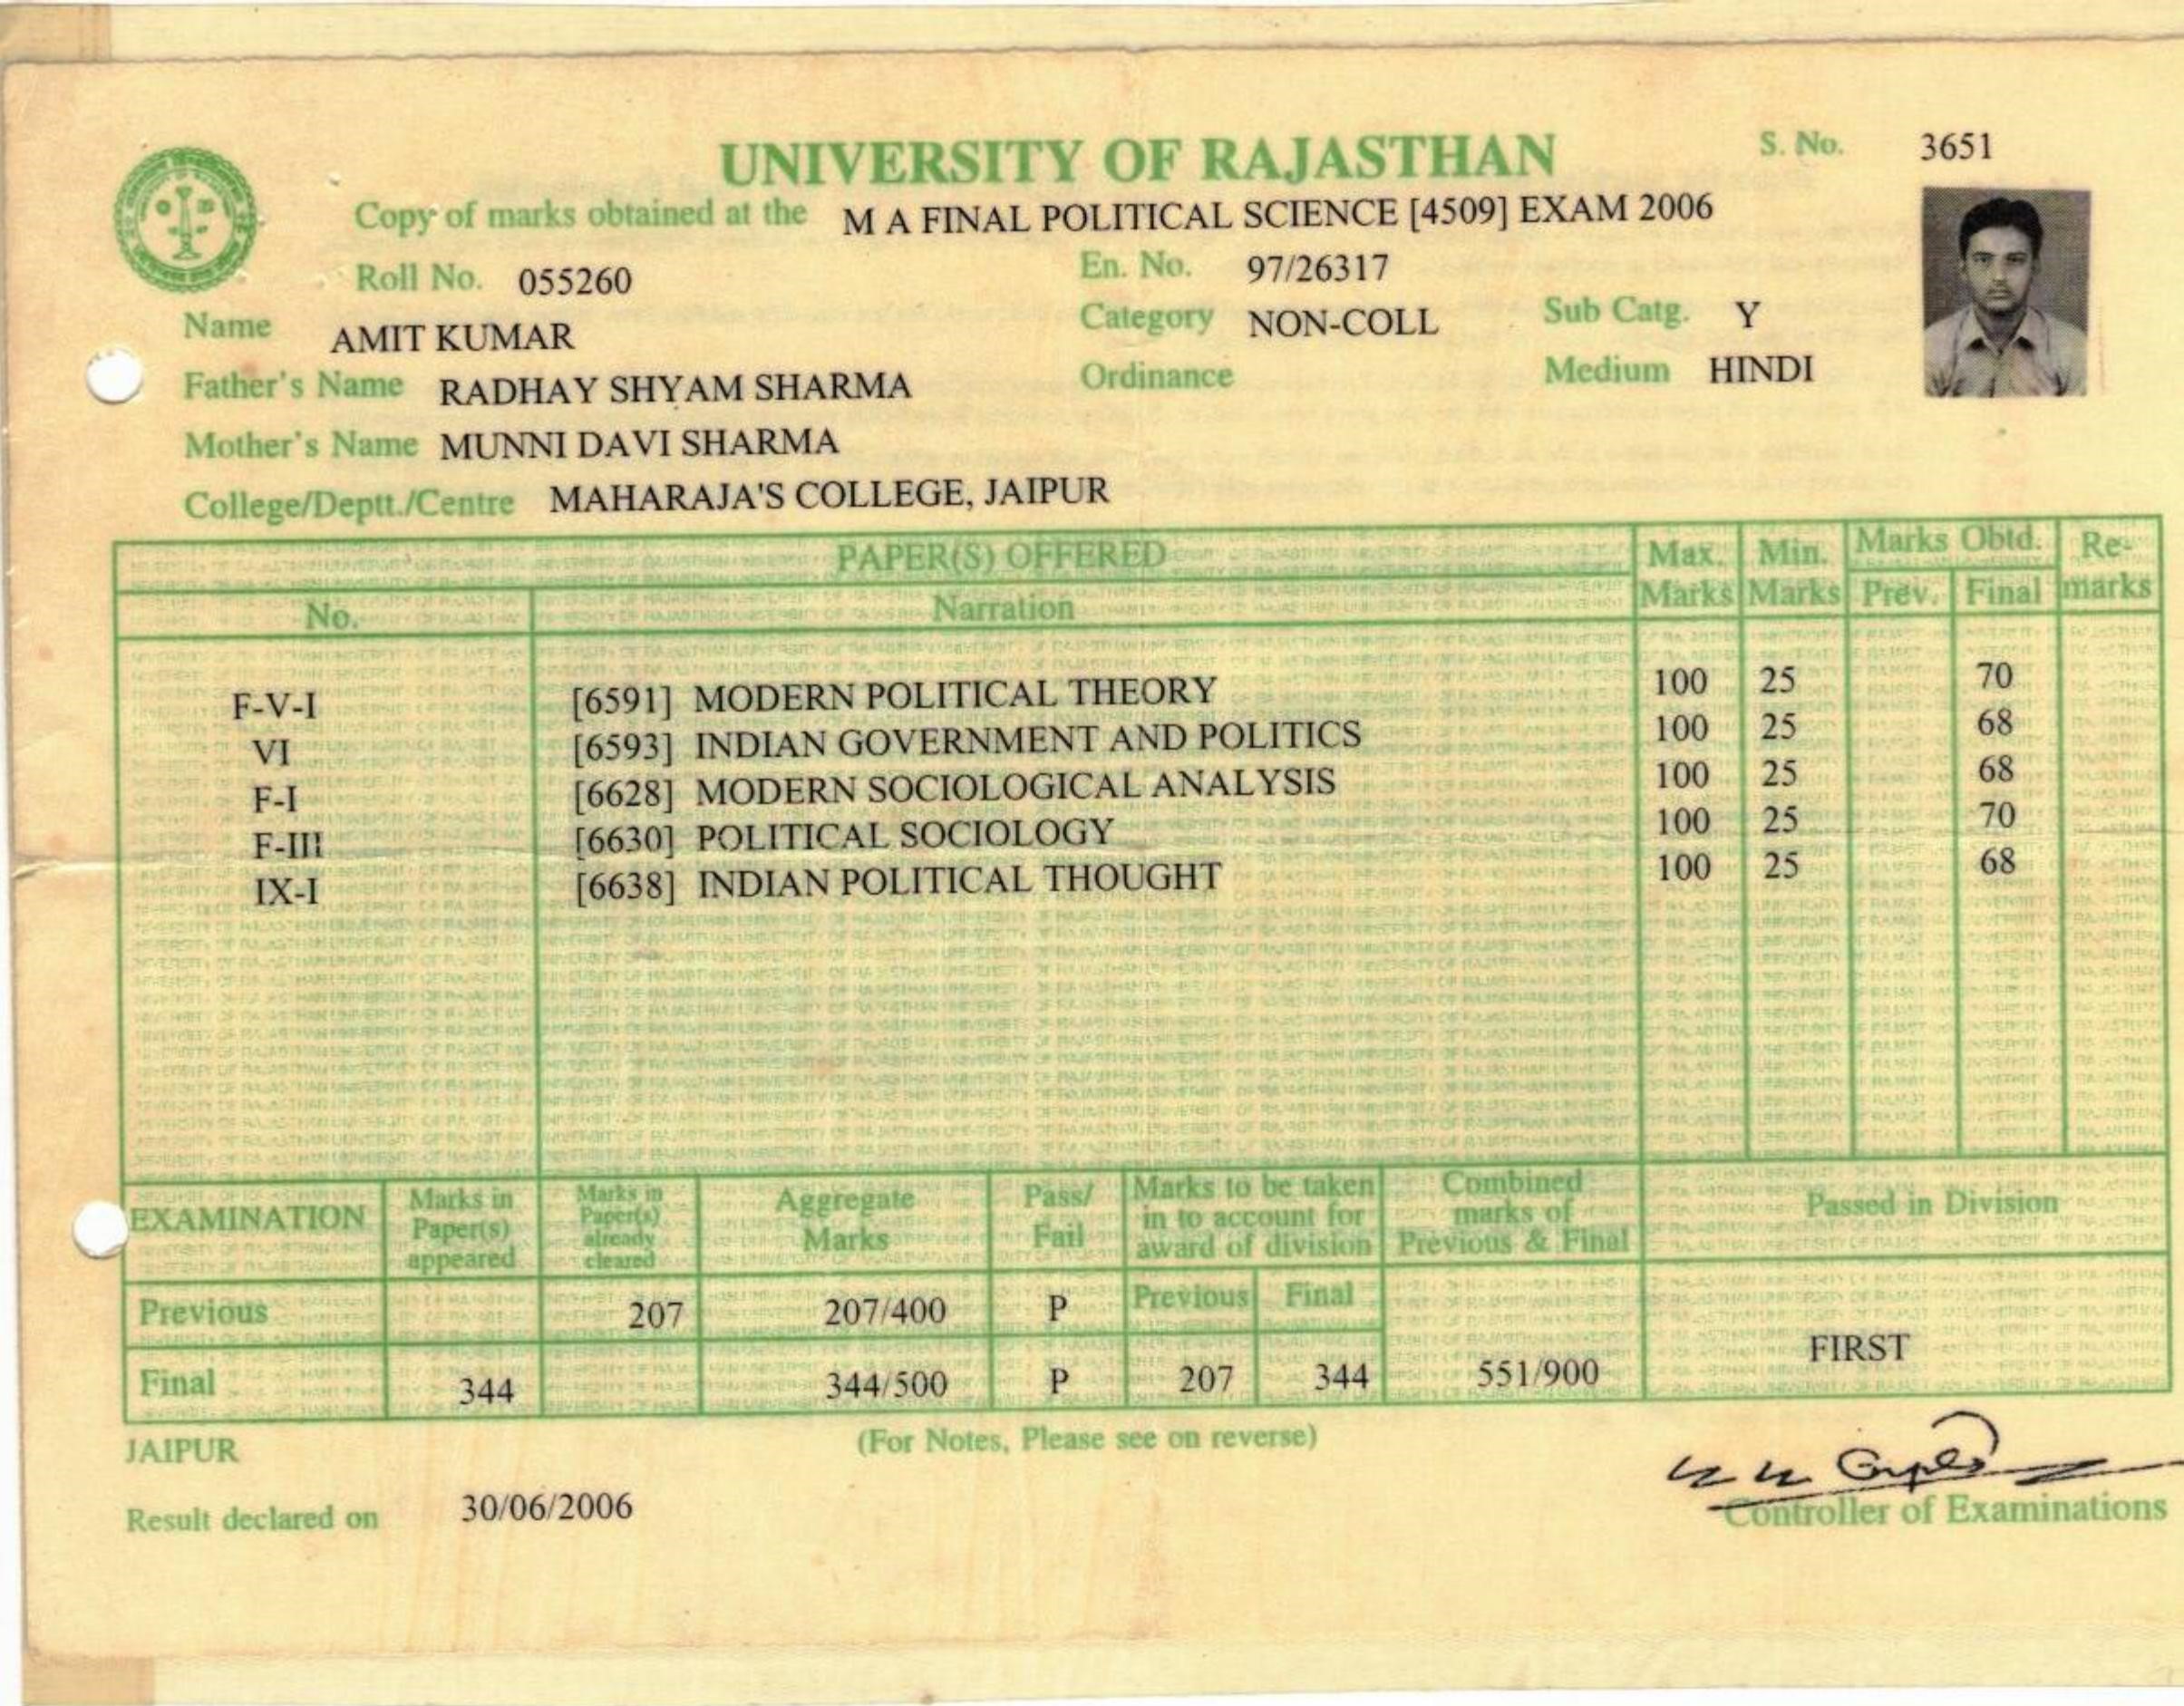 UNIVERSITY OF RAJASTHAN
S. No. 3651
Copy of marks obtained at the M A FINAL POLITICAL SCIENCE [4509] EXAM 2006
Roll No. 055260 En. No. 97/26317
Name AMIT KUMAR Category NON-COLL Sub Catg. Y
Father's Name RADHAY SHYAM SHARMA Ordinance Medium HINDI
Mother's Name MUNNI DAVI SHARMA
College/Deptt./Centre MAHARAJA'S COLLEGE, JAIPUR
PAPER(S) OFFERED Max. Marks Min. Marks Marks Obtd. Re-marks
No. Narration Prev. Final
F-V-I [6591] MODERN POLITICAL THEORY 100 25 70
VI [6593] INDIAN GOVERNMENT AND POLITICS 100 25 68
F-I [6628] MODERN SOCIOLOGICAL ANALYSIS 100 25 68
F-III [6630] POLITICAL SOCIOLOGY 100 25 70
IX-I [6638] INDIAN POLITICAL THOUGHT 100 25 68
EXAMINATION Marks in Paper(s) appeared Marks in Paper(s) already cleared Aggregate Marks Pass/ Fail Marks to be taken in to account for award of division Combined marks of Previous & Final Passed in Division
Previous 207 207/400 P Previous Final
Final 344 344/500 P 207 344 551/900 FIRST
JAIPUR (For Notes, Please see on reverse)
Result declared on 30/06/2006
Controller of Examinations